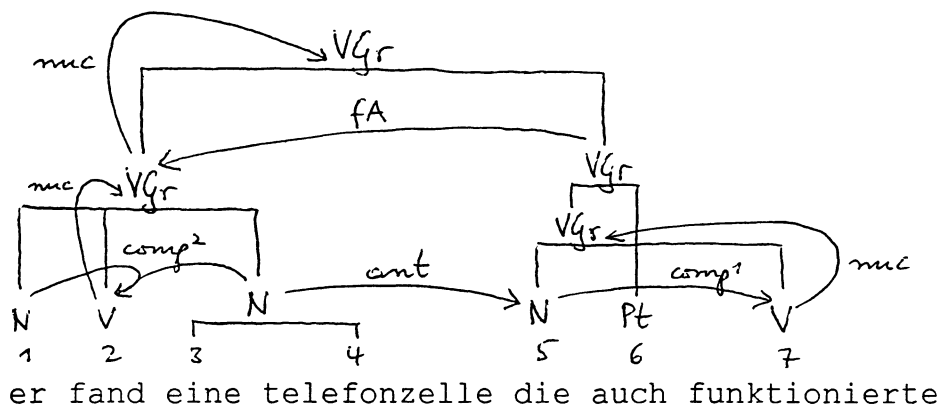 VGr
nuc
fA
VGr
nuc VGr
VGr
comp² ant comp¹ nuc
N V N N Pt V
1 2 3 4 5 6 7
er fand eine telefonzelle die auch funktionierte